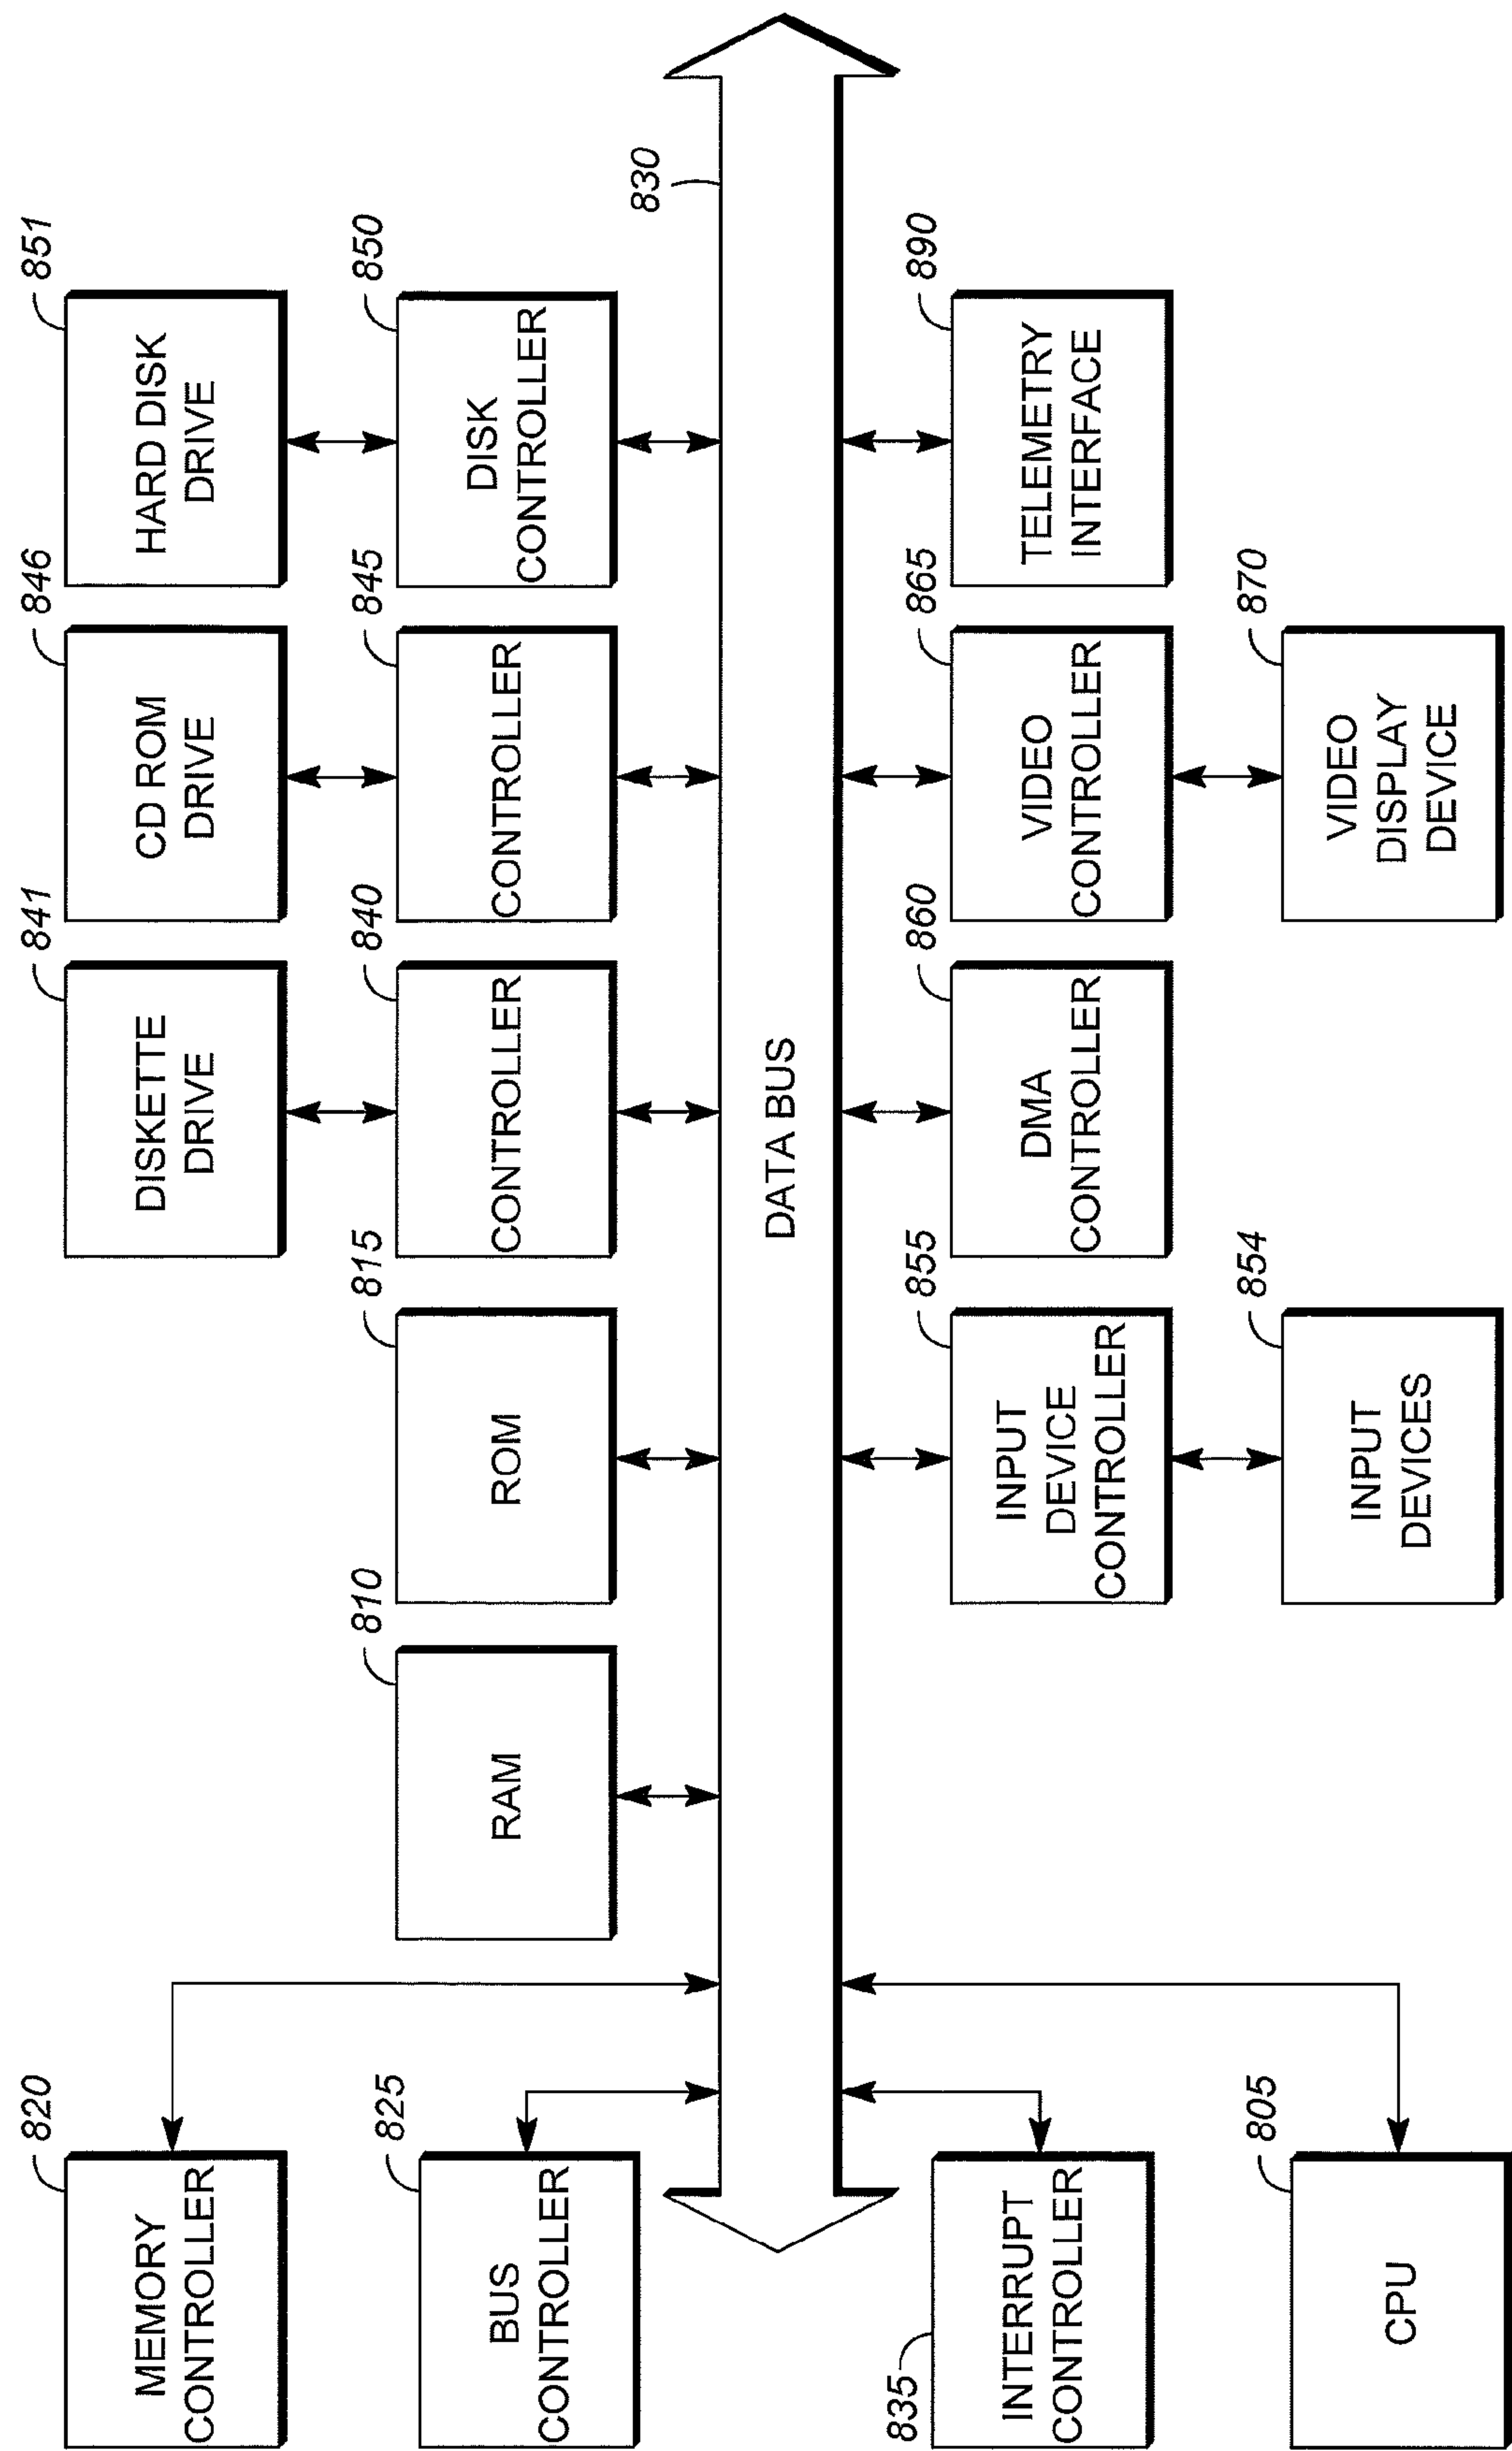 820
MEMORY
CONTROLLER
841
DISKETTE
DRIVE
846
CD ROM
DRIVE
851
HARD DISK
DRIVE
825
BUS
CONTROLLER
810
RAM
815
ROM
840
CONTROLLER
845
CONTROLLER
850
DISK
CONTROLLER
830
DATA BUS
835
INTERRUPT
CONTROLLER
855
INPUT
DEVICE
CONTROLLER
860
DMA
CONTROLLER
865
VIDEO
CONTROLLER
890
TELEMETRY
INTERFACE
805
CPU
854
INPUT
DEVICES
870
VIDEO
DISPLAY
DEVICE